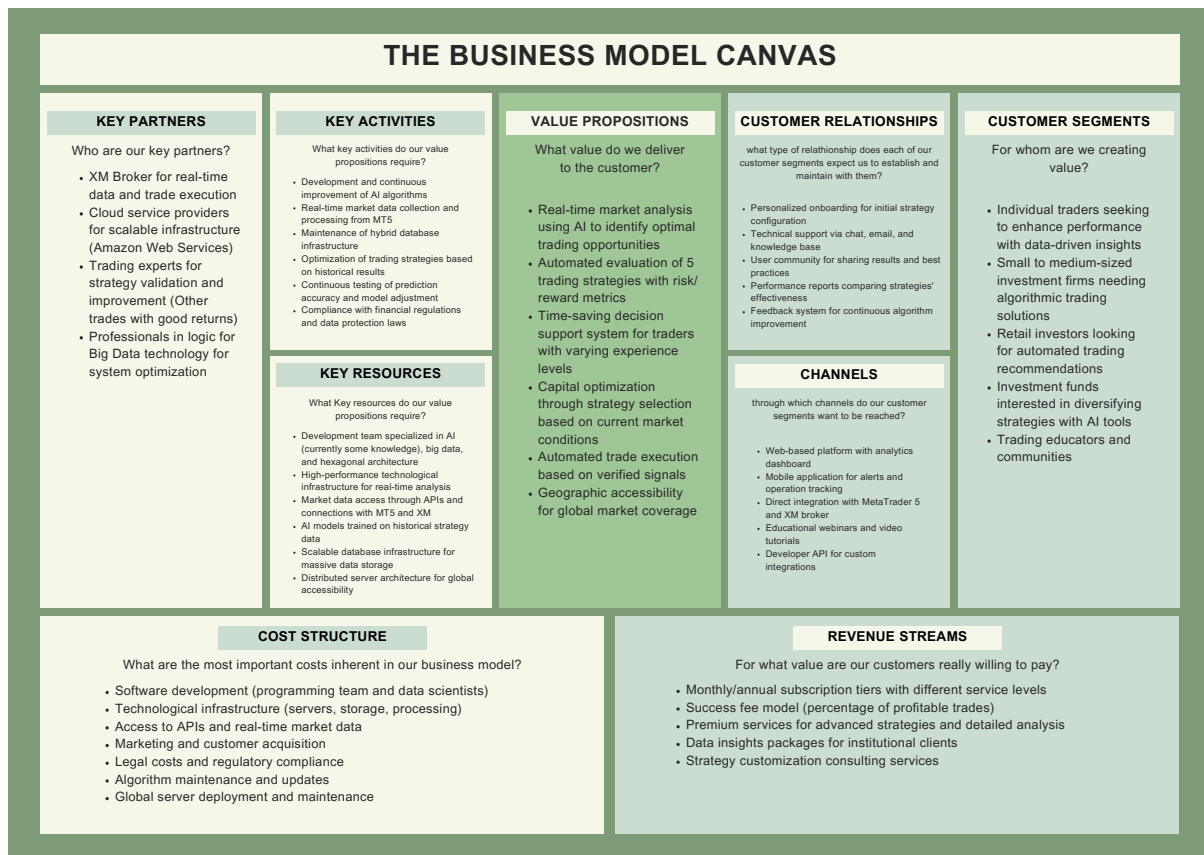 THE BUSINESS MODEL CANVAS
KEY PARTNERS
Who are our key partners?
• XM Broker for real-time
data and trade execution
• Cloud service providers
for scalable infrastructure
(Amazon Web Services)
• Trading experts for
strategy validation and
improvement (Other
trades with good returns)
• Professionals in logic for
Big Data technology for
system optimization
KEY ACTIVITIES
What key activities do our value
propositions require?
• Development and continuous
improvement of AI algorithms
• Real-time market data collection and
processing from MT5
• Maintenance of hybrid database
infrastructure
• Optimization of trading strategies based
on historical results
• Continuous testing of prediction
accuracy and model adjustment
• Compliance with financial regulations
and data protection laws
KEY RESOURCES
What Key resources do our value
propositions require?
• Development team specialized in AI
(currently some knowledge), big data,
and hexagonal architecture
• High-performance technological
infrastructure for real-time analysis
• Market data access through APIs and
connections with MT5 and XM
• AI models trained on historical strategy
data
• Scalable database infrastructure for
massive data storage
• Distributed server architecture for global
accessibility
VALUE PROPOSITIONS
What value do we deliver
to the customer?
• Real-time market analysis
using AI to identify optimal
trading opportunities
• Automated evaluation of 5
trading strategies with risk/
reward metrics
• Time-saving decision
support system for traders
with varying experience
levels
• Capital optimization
through strategy selection
based on current market
conditions
• Automated trade execution
based on verified signals
• Geographic accessibility
for global market coverage
CUSTOMER RELATIONSHIPS
what type of relathionship does each of our
customer segments expect us to establish and
maintain with them?
• Personalized onboarding for initial strategy
configuration
• Technical support via chat, email, and
knowledge base
• User community for sharing results and best
practices
• Performance reports comparing strategies'
effectiveness
• Feedback system for continuous algorithm
improvement
CHANNELS
through which channels do our customer
segments want to be reached?
• Web-based platform with analytics
dashboard
• Mobile application for alerts and
operation tracking
• Direct integration with MetaTrader 5
and XM broker
• Educational webinars and video
tutorials
• Developer API for custom
integrations
CUSTOMER SEGMENTS
For whom are we creating
value?
• Individual traders seeking
to enhance performance
with data-driven insights
• Small to medium-sized
investment firms needing
algorithmic trading
solutions
• Retail investors looking
for automated trading
recommendations
• Investment funds
interested in diversifying
strategies with AI tools
• Trading educators and
communities
COST STRUCTURE
What are the most important costs inherent in our business model?
• Software development (programming team and data scientists)
• Technological infrastructure (servers, storage, processing)
• Access to APIs and real-time market data
• Marketing and customer acquisition
• Legal costs and regulatory compliance
• Algorithm maintenance and updates
• Global server deployment and maintenance
REVENUE STREAMS
For what value are our customers really willing to pay?
• Monthly/annual subscription tiers with different service levels
• Success fee model (percentage of profitable trades)
• Premium services for advanced strategies and detailed analysis
• Data insights packages for institutional clients
• Strategy customization consulting services